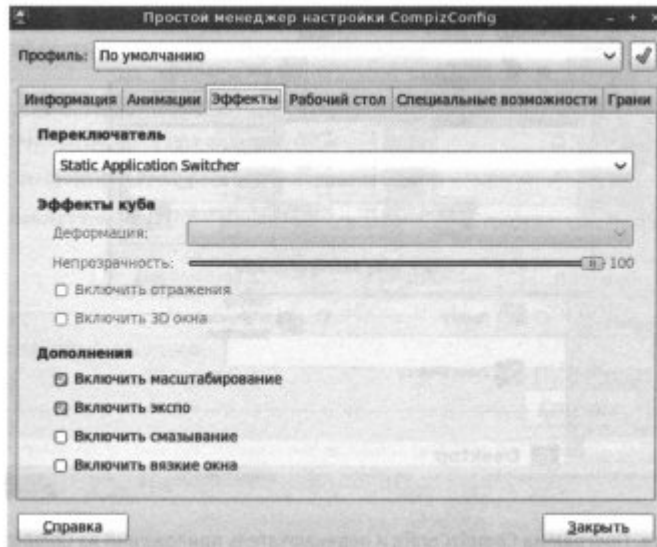 Простой менеджер настройки CompizConfig
Профиль: По умолчанию
Информация Анимации Эффекты Рабочий стол Специальные возможности Грани
Переключатель
Static Application Switcher
Эффекты куба
Деформация:
Непрозрачность: 100
Включить отражения
Включить 3D окна
Дополнения
Включить масштабирование
Включить экспо
Включить смазывание
Включить вязкие окна
Справка Закрыть